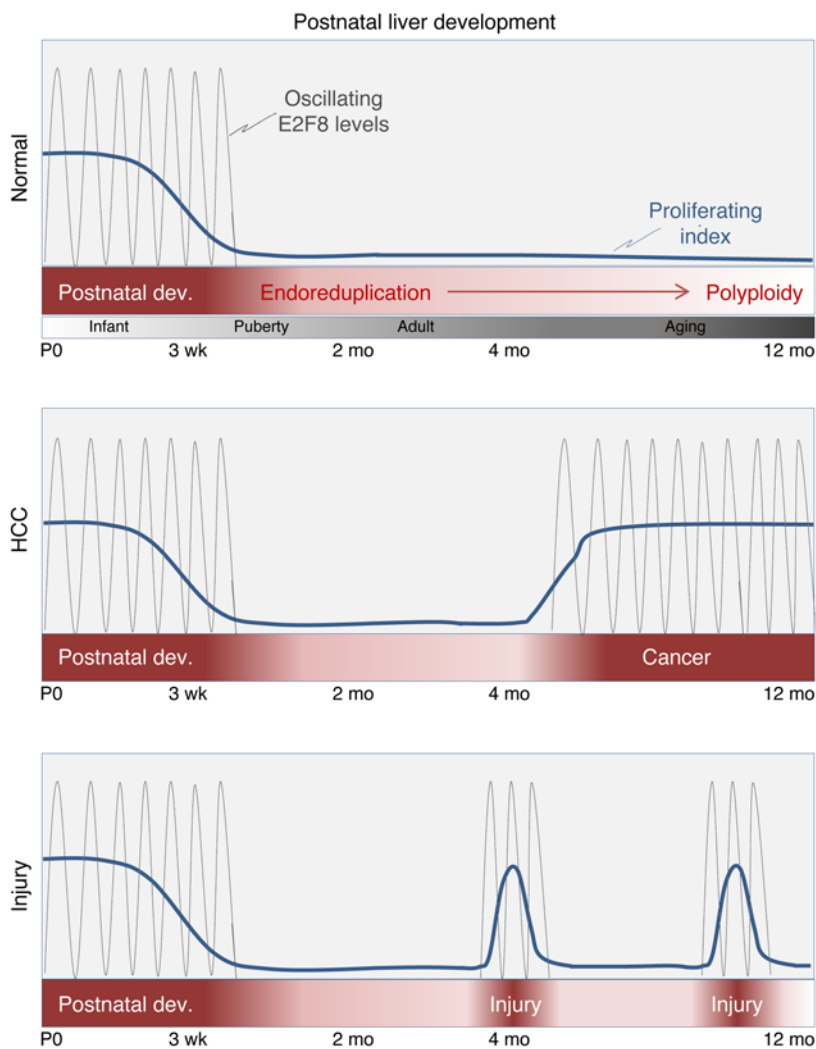 Postnatal liver development
Normal
Oscillating
E2F8 levels
Proliferating
index
Postnatal dev. Endoreduplication Polyploidy
Infant Puberty Adult Aging
P0 3 wk 2 mo 4 mo 12 mo
HCC
Postnatal dev. Cancer
P0 3 wk 2 mo 4 mo 12 mo
Injury
Postnatal dev. Injury Injury
P0 3 wk 2 mo 4 mo 12 mo